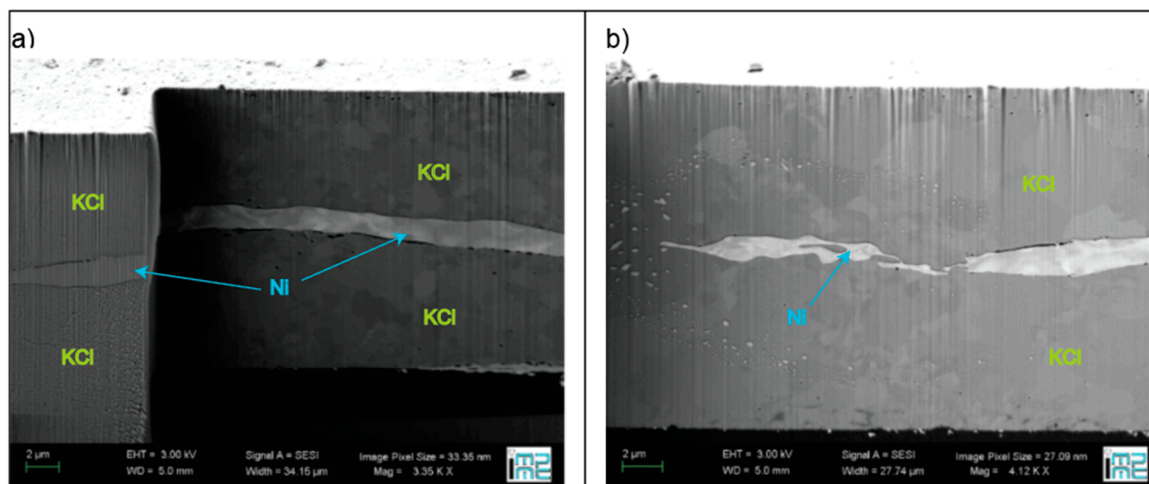 a)
KCl
KCl
KCl
Ni
KCl
2 µm
EHT = 3.00 kV
WD = 5.0 mm
Signal A = SESI
Width = 34.15 µm
Image Pixel Size = 33.35 nm
Mag = 3.35 K X
b)
KCl
Ni
KCl
2 µm
EHT = 3.00 kV
WD = 5.0 mm
Signal A = SESI
Width = 27.74 µm
Image Pixel Size = 27.09 nm
Mag = 4.12 K X